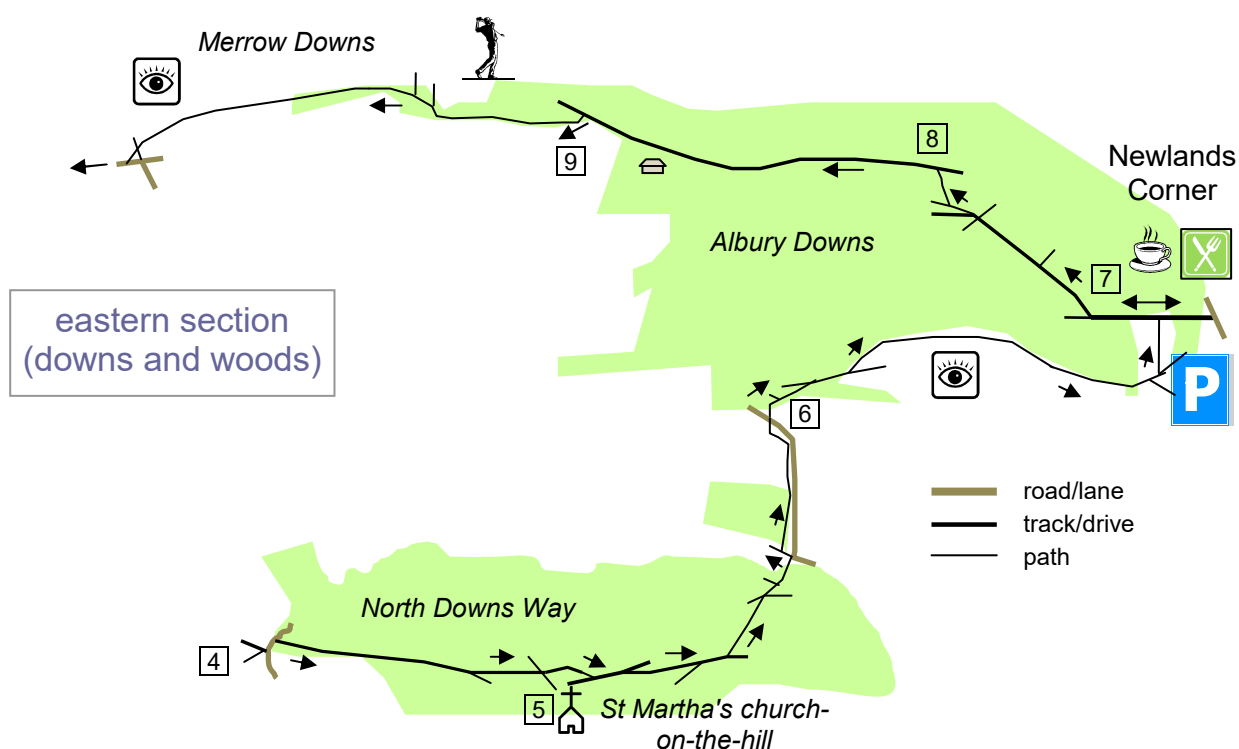 Merrow Downs
8
9
Newlands
Corner
Albury Downs
7
eastern section
(downs and woods)
P
6
road/lane
track/drive
path
North Downs Way
4
5
St Martha's church-
on-the-hill